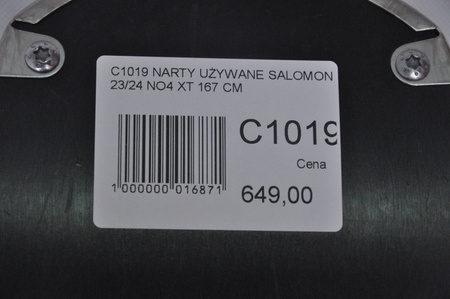 C1019 NARTY UŻYWANE SALOMON
23/24 NO4 XT 167 CM
C1019
Cena
1 000000 016871
649,00